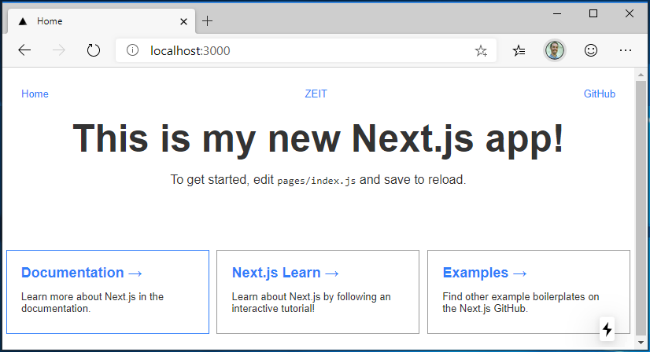 Home
localhost:3000
Home ZEIT GitHub
This is my new Next.js app!
To get started, edit pages/index.js and save to reload.
Documentation →
Learn more about Next.js in the
documentation.
Next.js Learn →
Learn about Next.js by following an
interactive tutorial!
Examples →
Find other example boilerplates on
the Next.js GitHub.